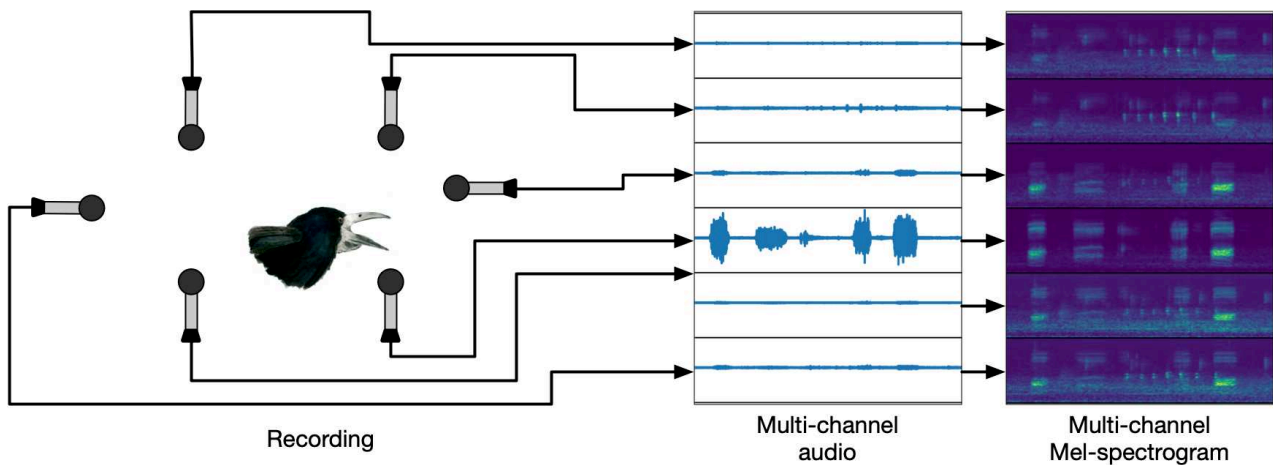 Recording
Multi-channel
audio
Multi-channel
Mel-spectrogram